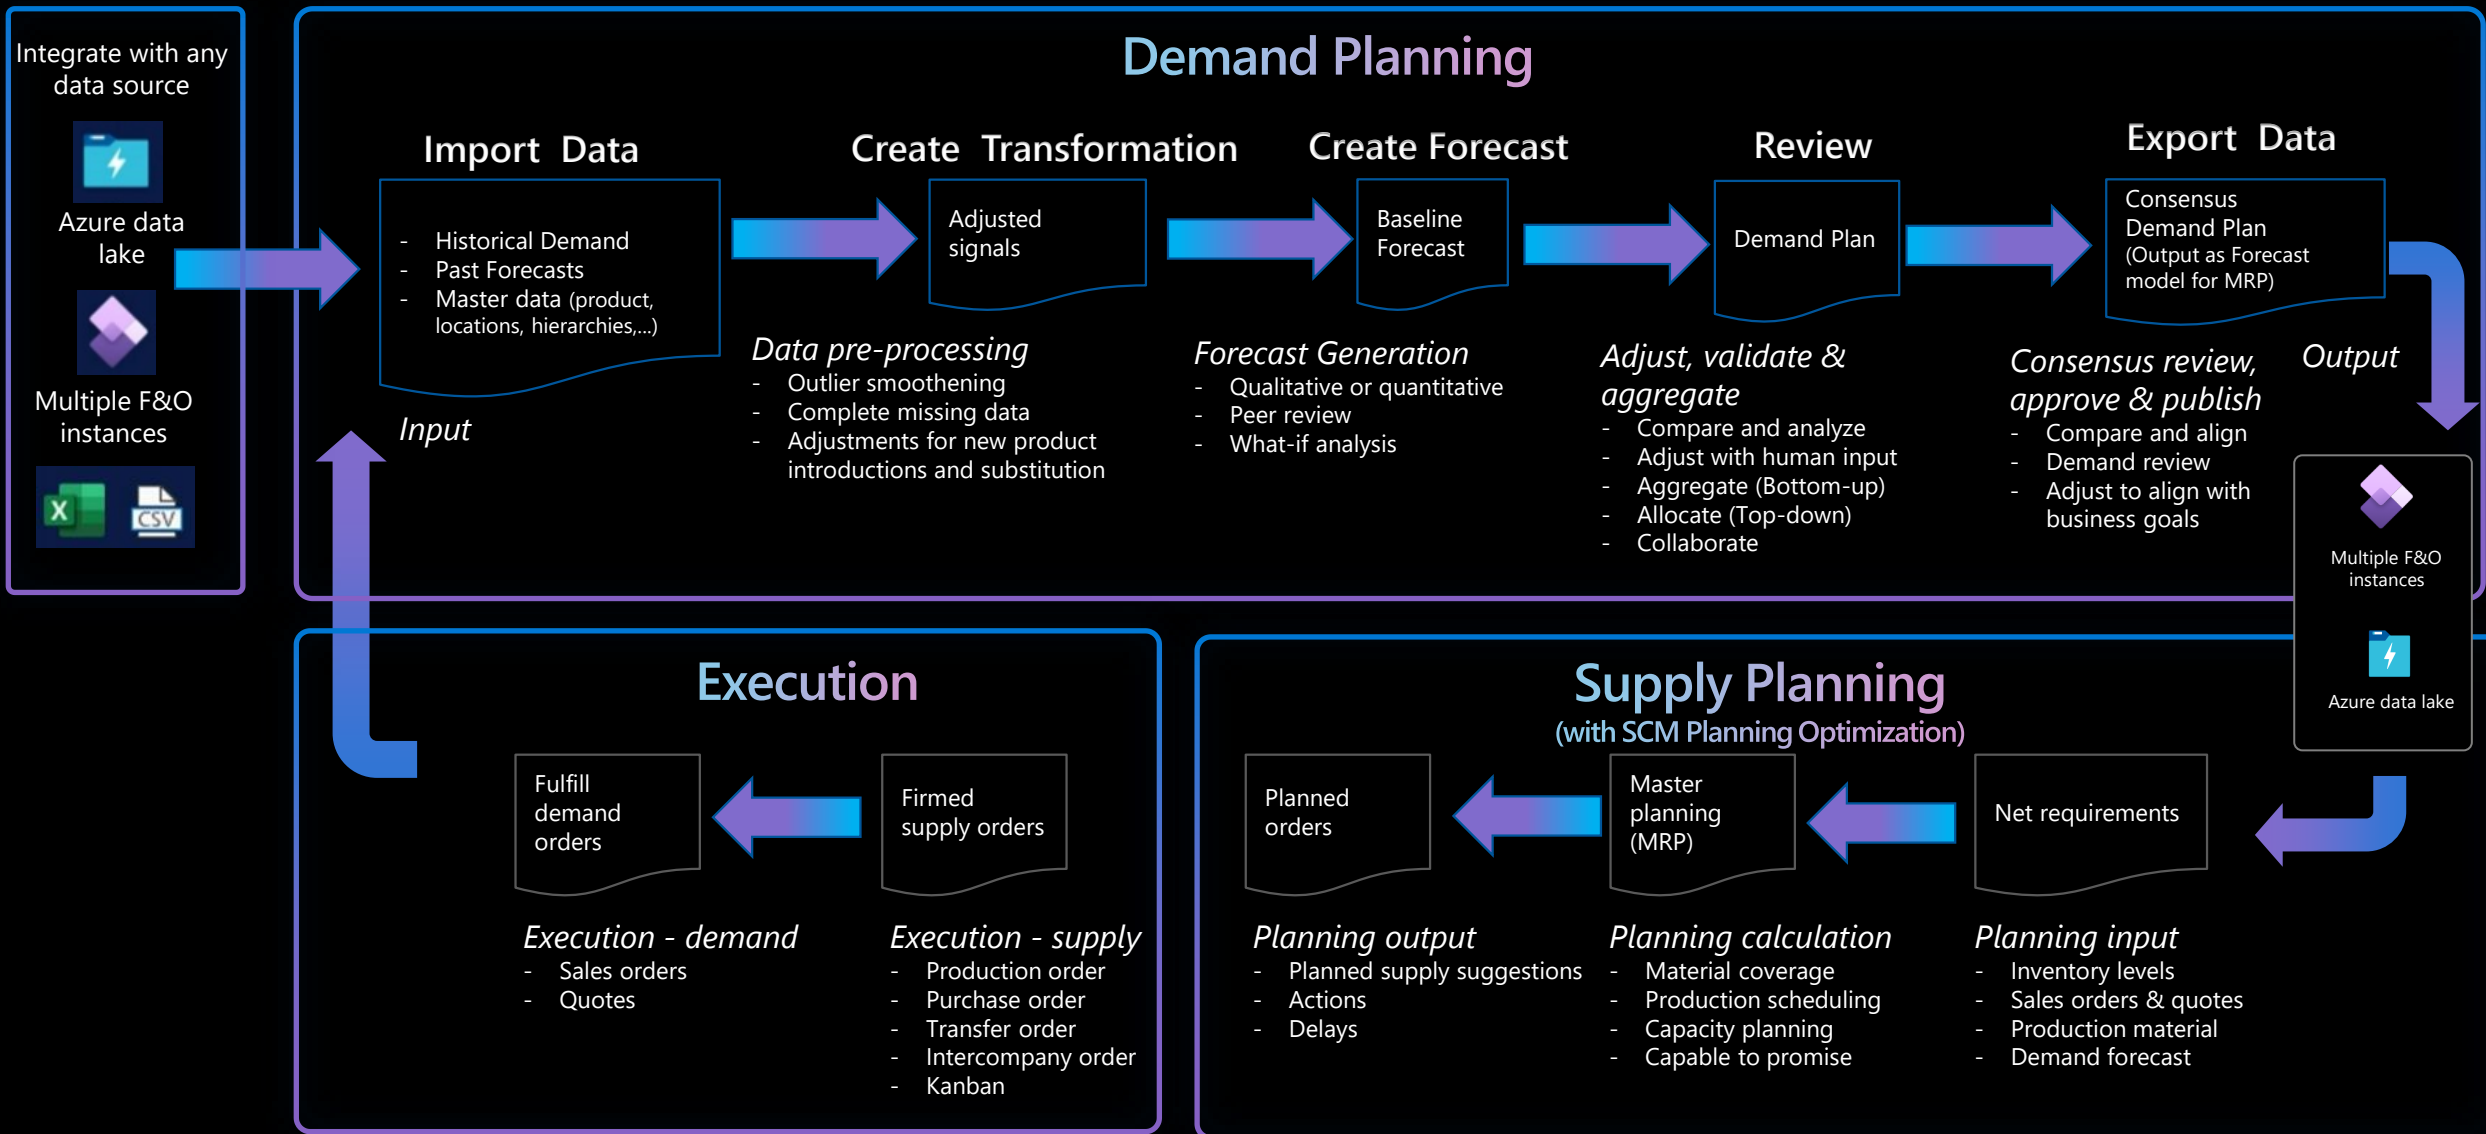 Integrate with any
data source
Azure data
lake
Multiple F&O
instances
X
CSV
Demand Planning
Import Data
- Historical Demand
- Past Forecasts
- Master data (product,
locations, hierarchies,...)
Input
Create Transformation
Adjusted
signals
Data pre-processing
- Outlier smoothening
- Complete missing data
- Adjustments for new product
introductions and substitution
Create Forecast
Baseline
Forecast
Forecast Generation
- Qualitative or quantitative
- Peer review
- What-if analysis
Review
Demand Plan
Adjust, validate &
aggregate
- Compare and analyze
- Adjust with human input
- Aggregate (Bottom-up)
- Allocate (Top-down)
- Collaborate
Export Data
Consensus
Demand Plan
(Output as Forecast
model for MRP)
Consensus review,
approve & publish
- Compare and align
- Demand review
- Adjust to align with
business goals
Output
Multiple F&O
instances
Azure data lake
Execution
Fulfill
demand
orders
Execution - demand
- Sales orders
- Quotes
Firmed
supply orders
Execution - supply
- Production order
- Purchase order
- Transfer order
- Intercompany order
- Kanban
Supply Planning
(with SCM Planning Optimization)
Planned
orders
Planning output
- Planned supply suggestions
- Actions
- Delays
Master
planning
(MRP)
Planning calculation
- Material coverage
- Production scheduling
- Capacity planning
- Capable to promise
Net requirements
Planning input
- Inventory levels
- Sales orders & quotes
- Production material
- Demand forecast